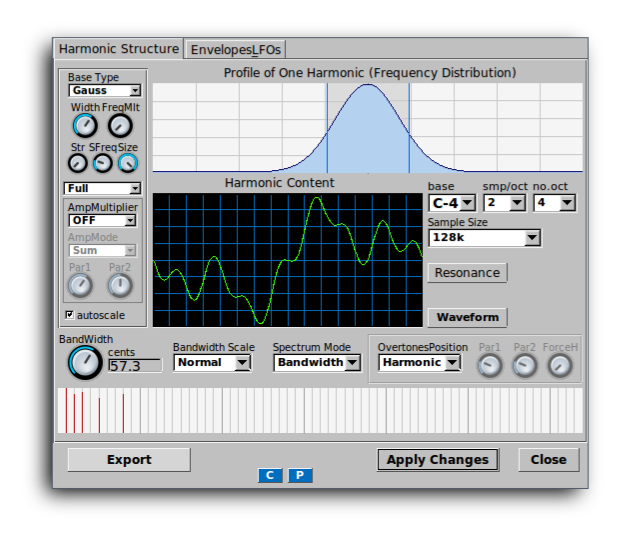 Harmonic Structure
EnvelopesLFOs
Base Type
Gauss
Width FreqMlt
Str SFreq Size
Full
AmpMultiplier
OFF
AmpMode
Sum
Par1 Par2
autoscale
Profile of One Harmonic (Frequency Distribution)
Harmonic Content
base smp/oct no.oct
C-4 2 4
Sample Size
128k
Resonance
Waveform
BandWidth
cents
57.3
Bandwidth Scale
Normal
Spectrum Mode
Bandwidth
OvertonesPosition
Harmonic
Par1 Par2 ForceH
Export
C P
Apply Changes
Close